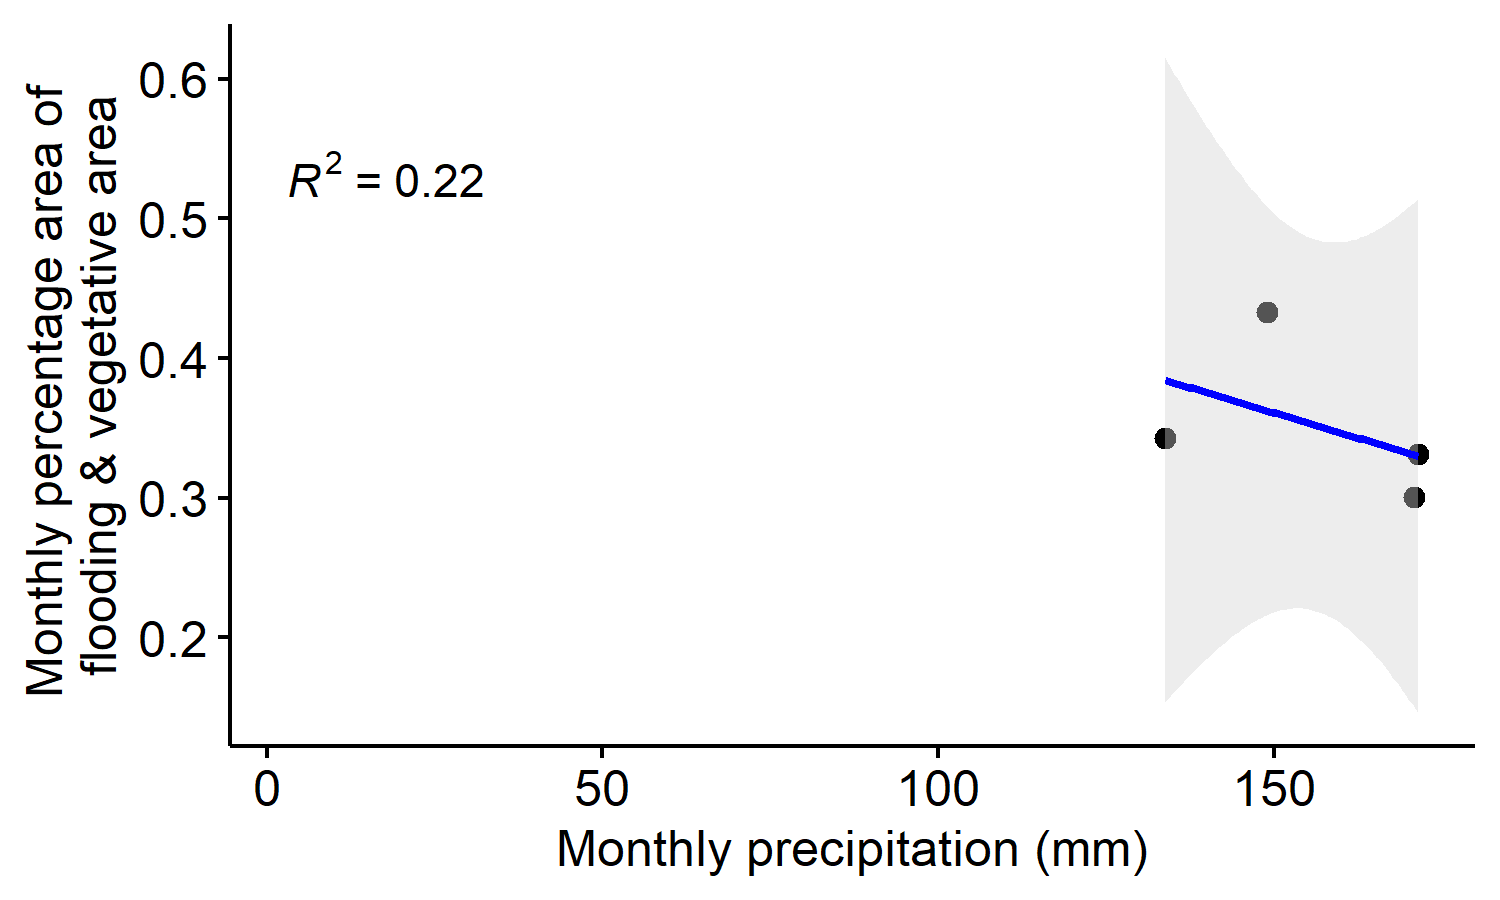 Monthly percentage area of
flooding & vegetative area
0.6
0.5
0.4
0.3
0.2
R² = 0.22
0 50 100 150
Monthly precipitation (mm)